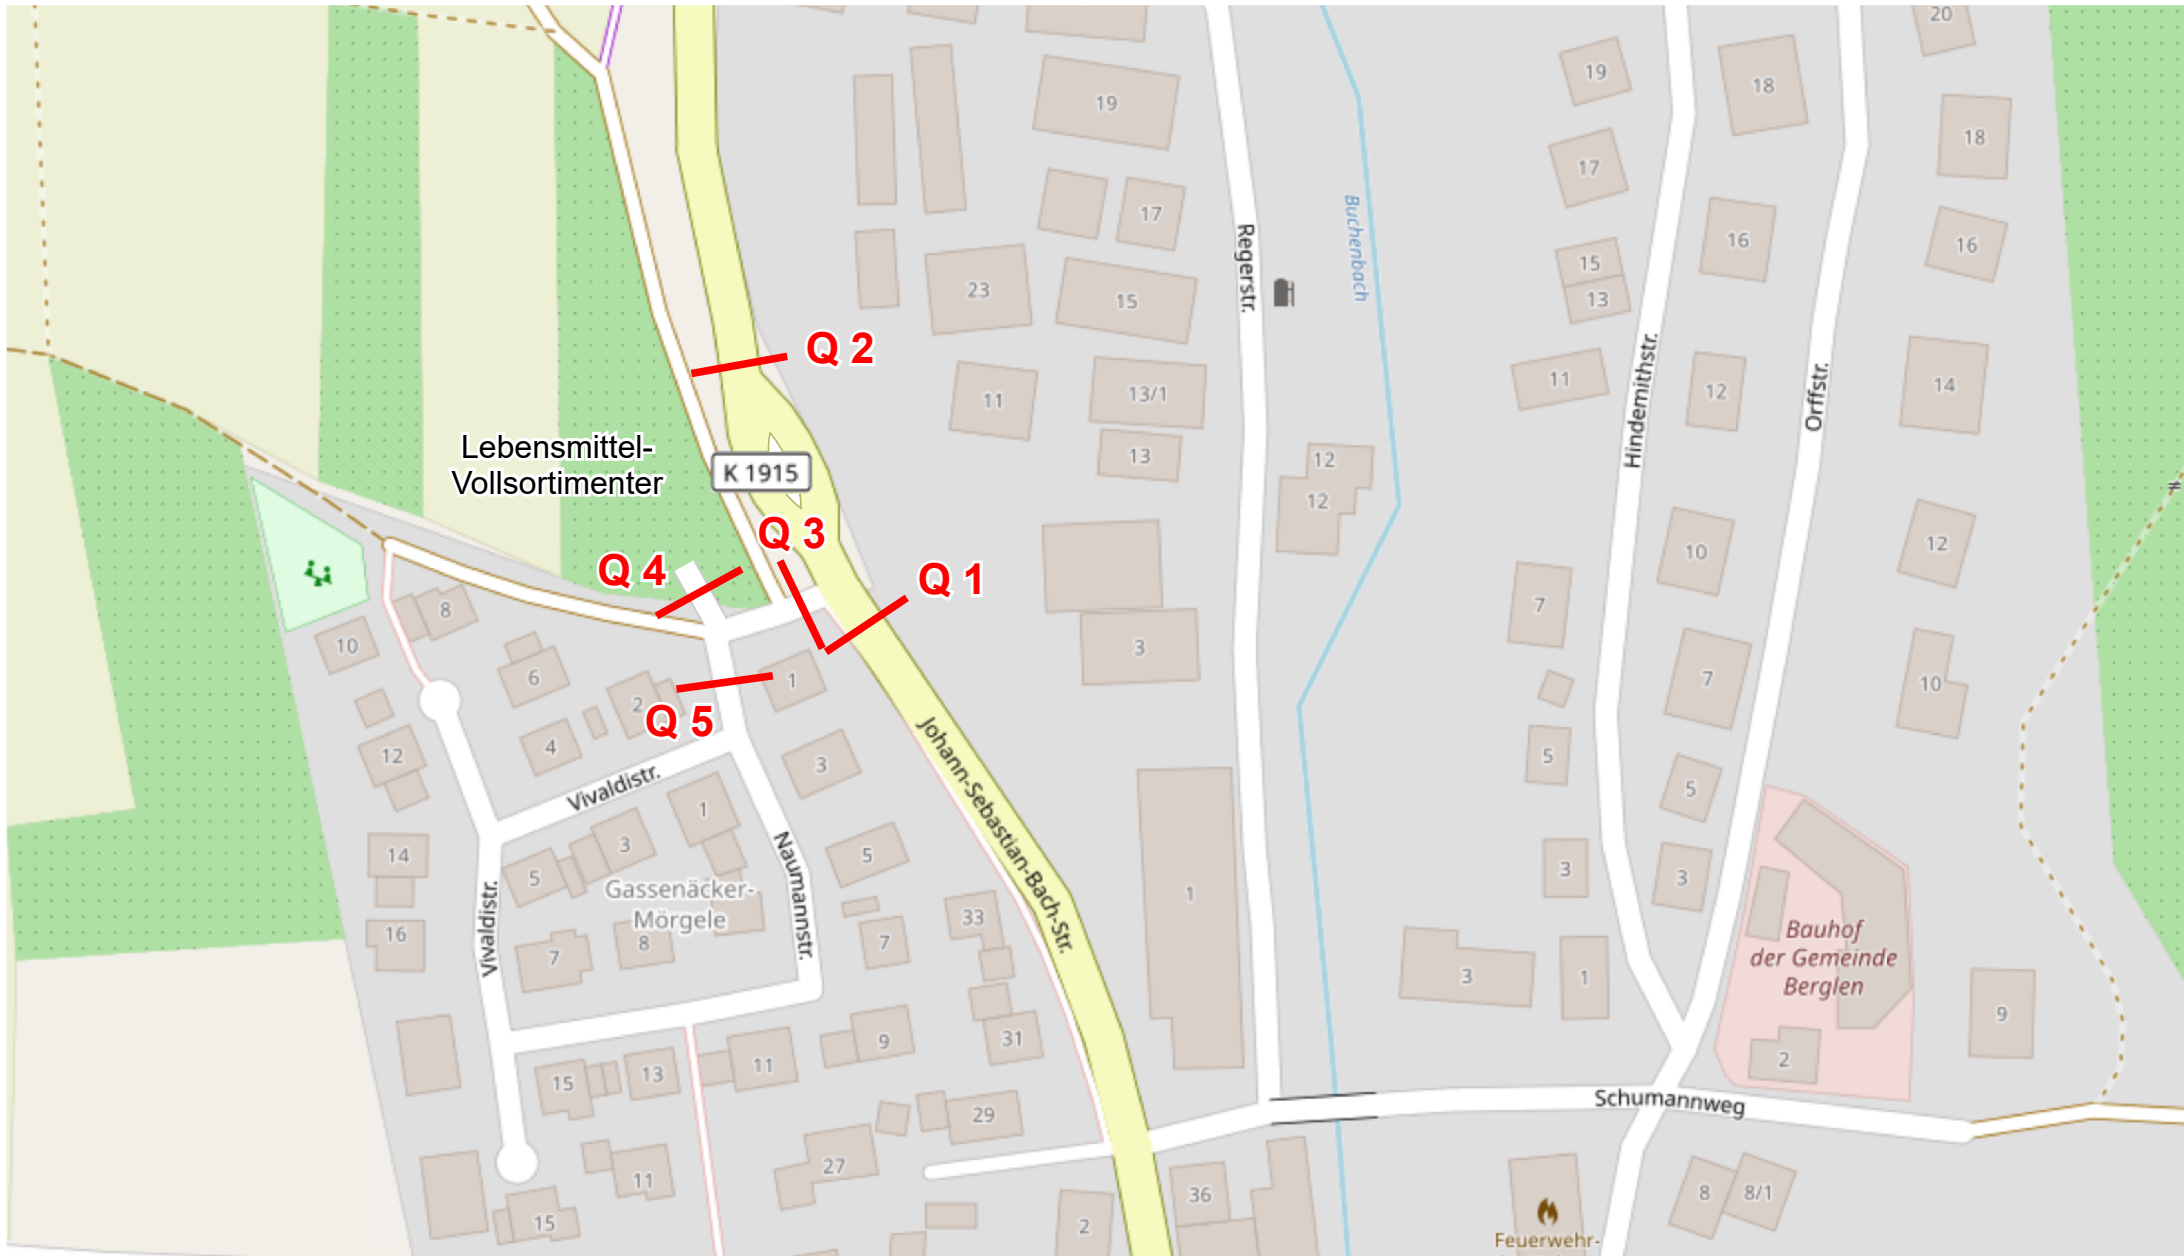 20
19
18
19
18
17
17
Regerstr.
Buchenbach
16
16
15
13
23
15
Q 2
11
13/1
11
12
14
Hindemithstr.
Orffstr.
Lebensmittel-
Vollsortimenter
K 1915
13
12
12
Q 3
Q 4
Q 1
10
12
8
7
10
3
6
1
7
10
2
Q 5
4
12
3
5
5
Johann-Sebastian-Bach-Str.
Vivaldistr.
1
3
14
5
5
3
3
Naumannstr.
Gassenäcker-
Mörgele
1
33
16
Vivaldistr.
8
7
7
Bauhof
der Gemeinde
Berglen
3
1
9
9
31
11
2
15
13
Schumannweg
29
27
11
36
8
8/1
15
2
Feuerwehr-